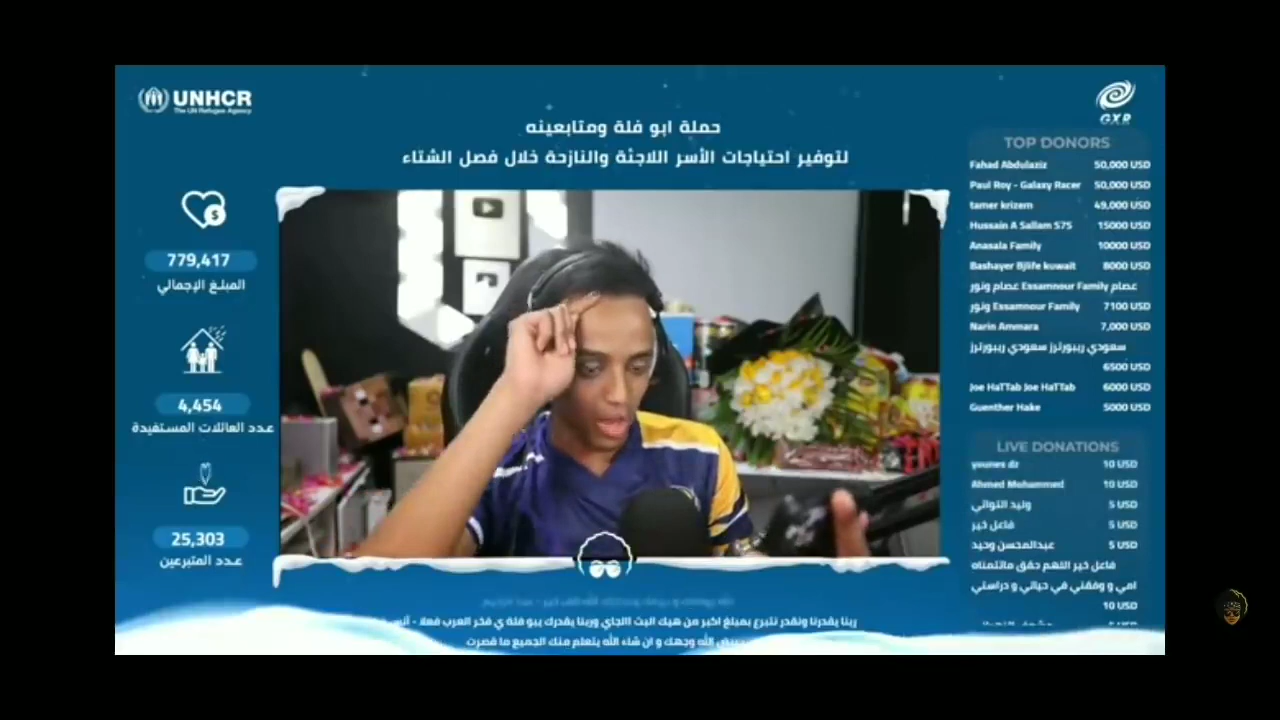 UNHCR
The UN Refugee Agency
GXR
حملة ابو فلة ومتابعينه
لتوفير احتياجات الأسر اللاجئة والنازحة خلال فصل الشتاء
779,417
المبلغ الإجمالي
4,454
عدد العائلات المستفيدة
25,303
عدد المتبرعين
TOP DONORS
Fahad Abdulaziz 50,000 USD
Paul Roy - Galaxy Racer 50,000 USD
tamer krizem 49,000 USD
Hussain A Sallam S75 15000 USD
Anasala Family 10000 USD
Bashayer Bjlife kuwait 8000 USD
عصام ونور Essamnour Family عصام
ونور Essamnour Family 7100 USD
Narin Ammara 7,000 USD
سعودي ريبورترز سعودي ريبورترز
6500 USD
Joe HaTTab Joe HaTTab 6000 USD
Guenther Hake 5000 USD
LIVE DONATIONS
younes dz 10 USD
Ahmed Mohammed 10 USD
وليد التواتي 5 USD
فاعل خير 5 USD
عبدالمحسن وحيد 5 USD
فاعل خير اللهم حقق ماتتمناه
امي و وفقني في حياتي و دراستي
10 USD
ربنا يقدرنا ونقدر نتبرع بمبلغ اكبر من هيك البث الاجاي وربنا يقدرك يبو فلة ي فخر العرب فعلا -
الله وجهك و ان شاء الله يتعلم منك الجميع ما قصرت